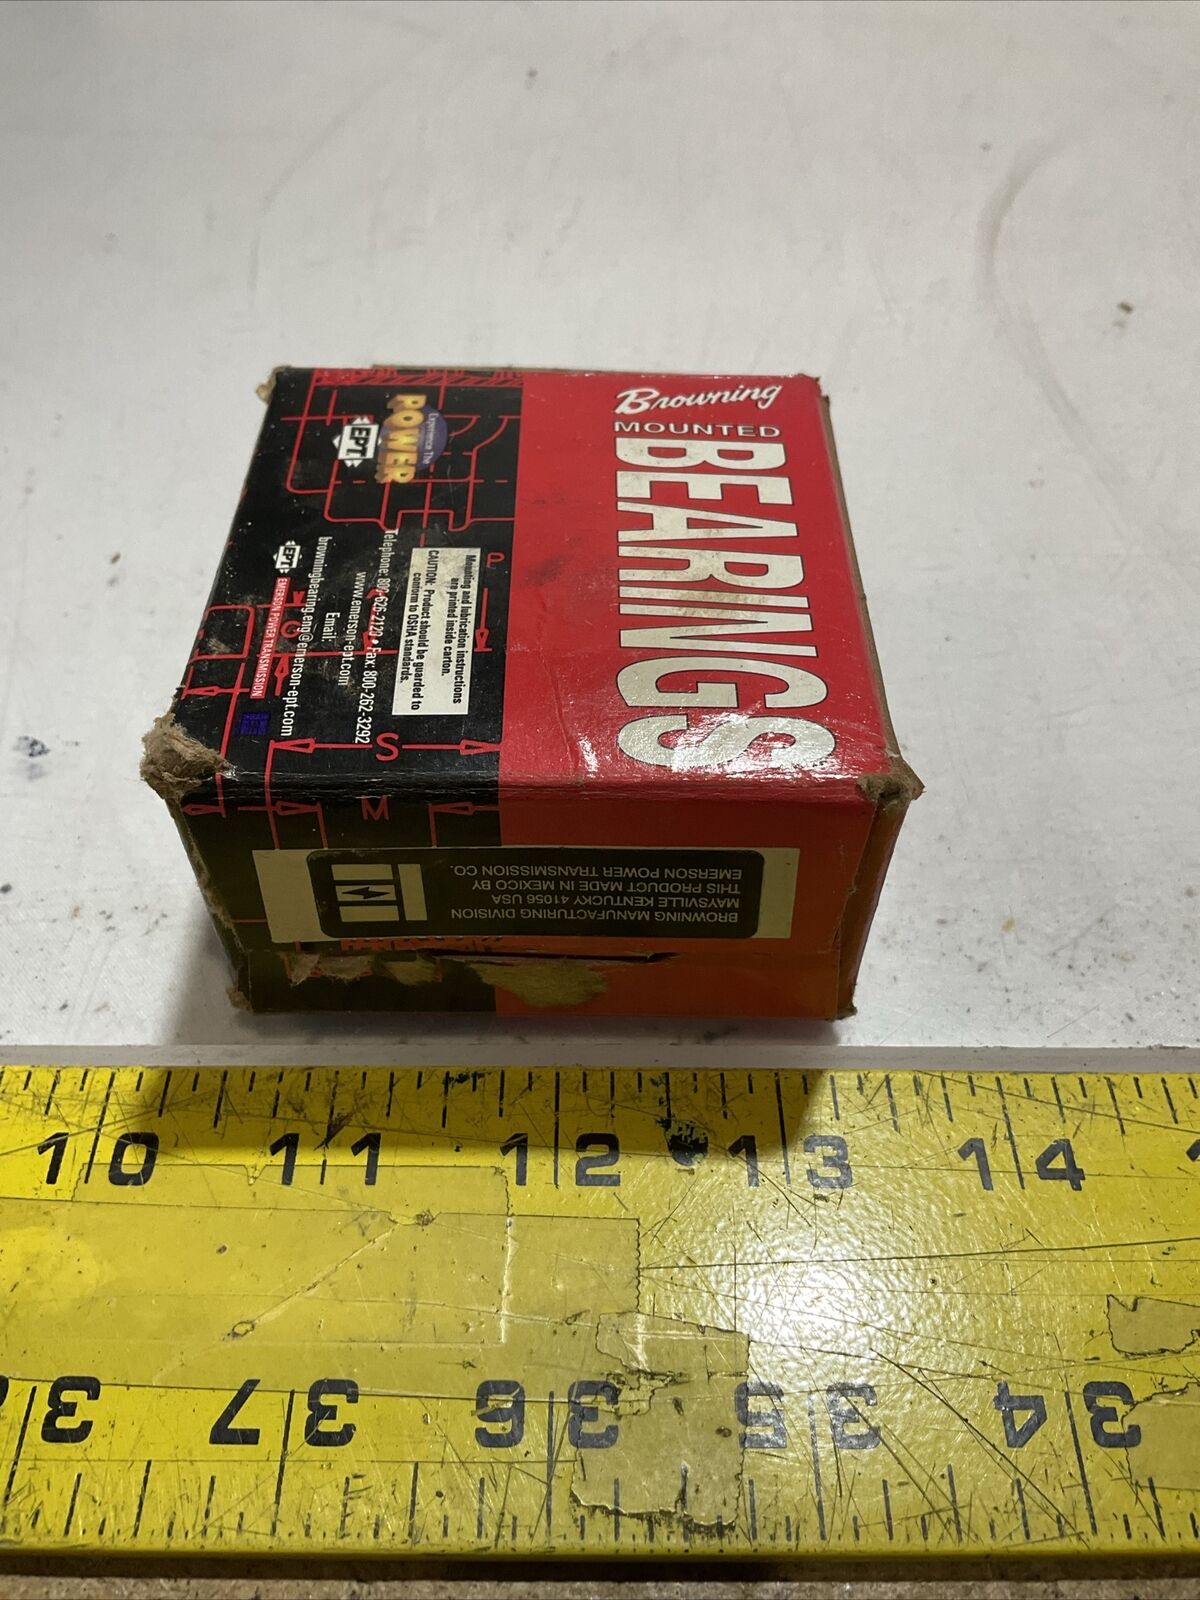 Browning
MOUNTED
BEARINGS
Experience The
POWER
EPT
Mounting and lubrication instructions
are printed inside carton.
CAUTION: Product should be guarded to
conform to OSHA standards.
Telephone: 800-626-2120 • Fax: 800-262-3292
www.emerson-ept.com
Email:
browningbearing.eng@emerson-ept.com
EPT
EMERSON POWER TRANSMISSION
P
G
S
M
BROWNING MANUFACTURING DIVISION
MAYSVILLE KENTUCKY 41056 USA
THIS PRODUCT MADE IN MEXICO BY
EMERSON POWER TRANSMISSION CO.
10 11 12 13 14
34 35 36 37